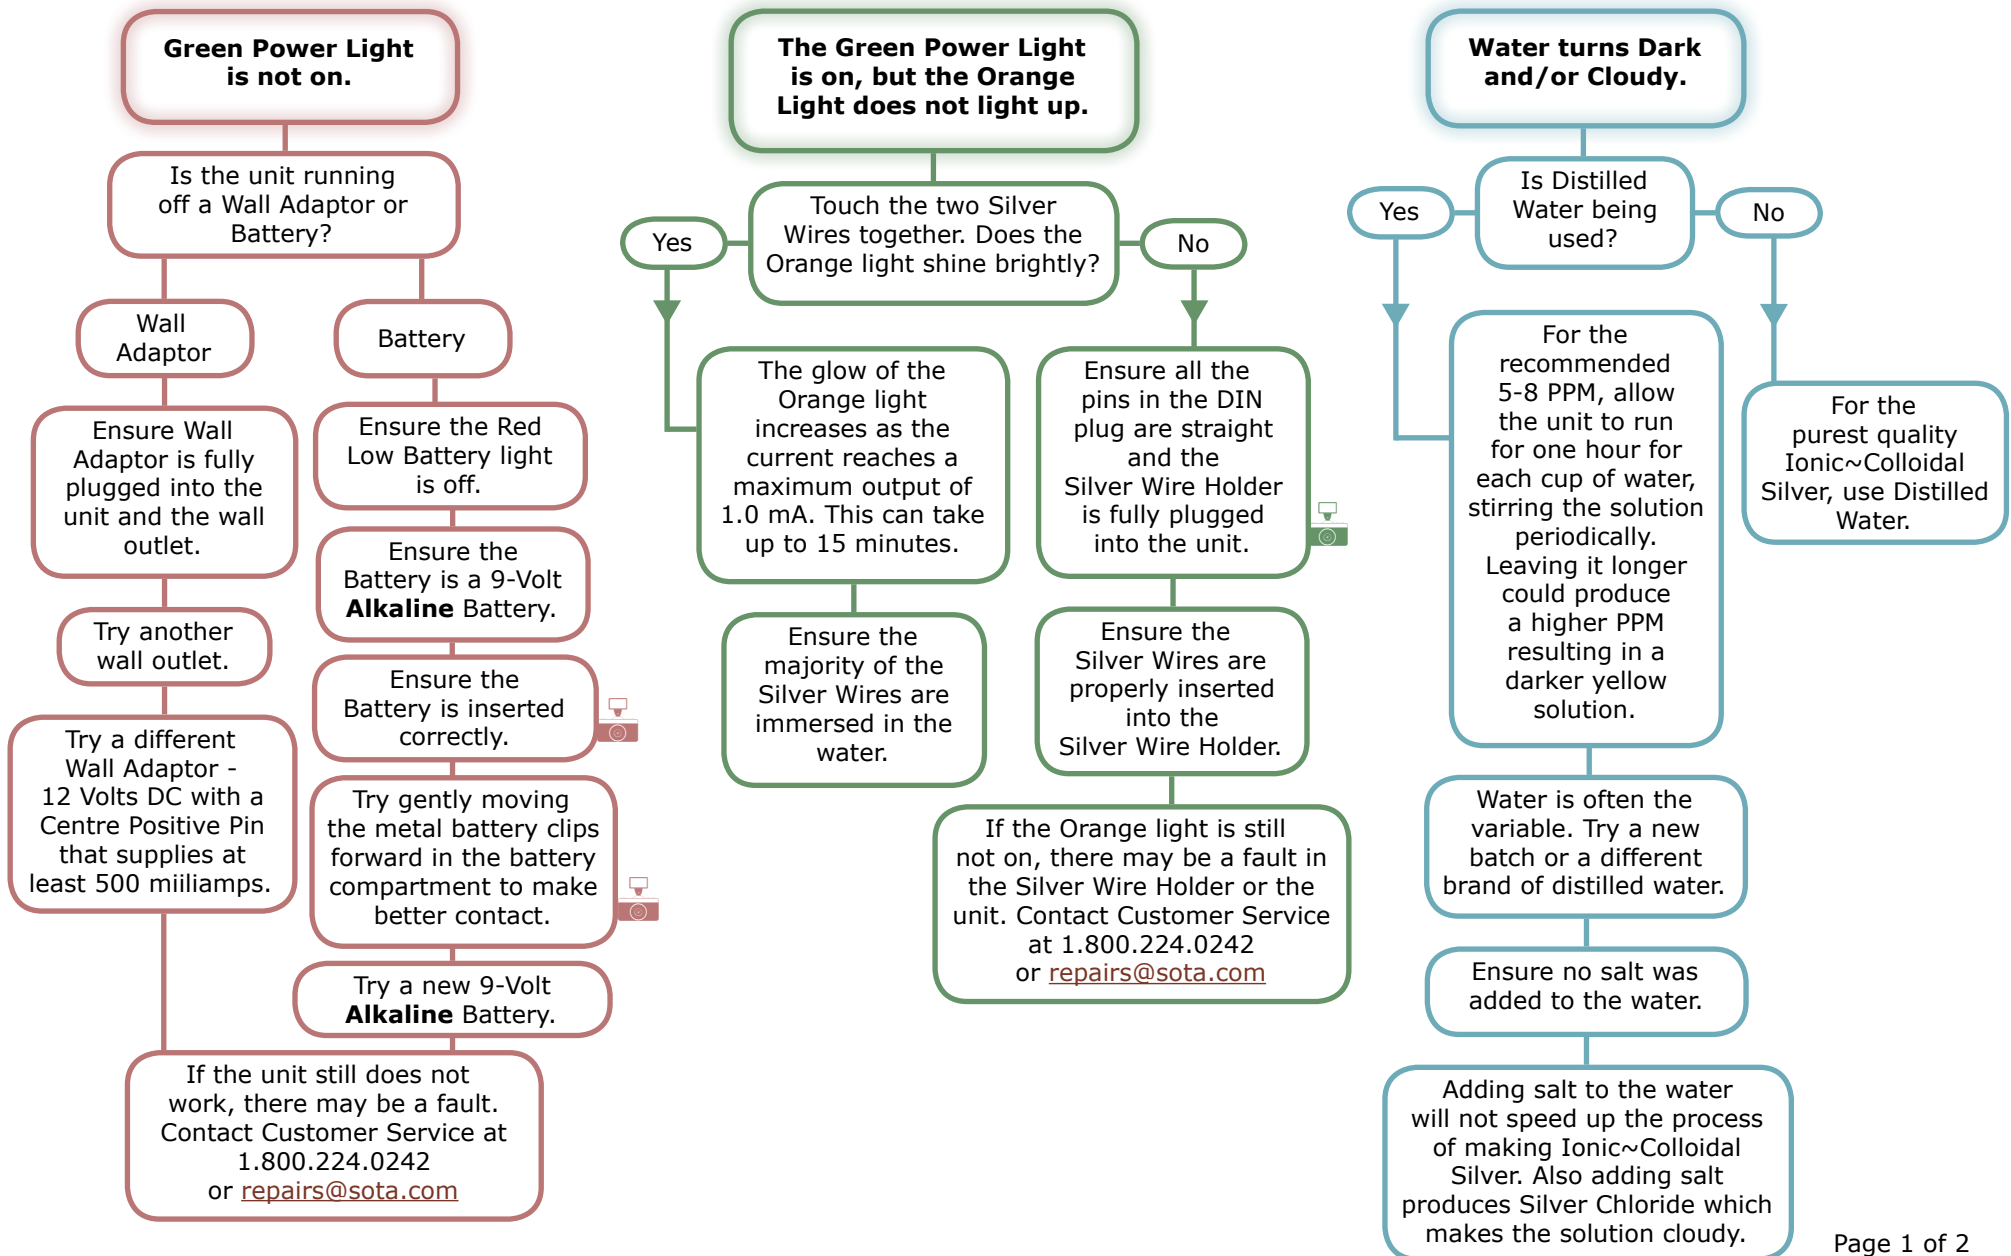 Green Power Light
is not on.
Is the unit running
off a Wall Adaptor or
Battery?
Wall
Adaptor
Ensure Wall
Adaptor is fully
plugged into the
unit and the wall
outlet.
Try another
wall outlet.
Try a different
Wall Adaptor -
12 Volts DC with a
Centre Positive Pin
that supplies at
least 500 miiliamps.
Battery
Ensure the Red
Low Battery light
is off.
Ensure the
Battery is a 9-Volt
Alkaline Battery.
Ensure the
Battery is inserted
correctly.
Try gently moving
the metal battery clips
forward in the battery
compartment to make
better contact.
Try a new 9-Volt
Alkaline Battery.
If the unit still does not
work, there may be a fault.
Contact Customer Service at
1.800.224.0242
or repairs@sota.com
The Green Power Light
is on, but the Orange
Light does not light up.
Touch the two Silver
Wires together. Does the
Orange light shine brightly?
Yes
The glow of the
Orange light
increases as the
current reaches a
maximum output of
1.0 mA. This can take
up to 15 minutes.
Ensure the
majority of the
Silver Wires are
immersed in the
water.
No
Ensure all the
pins in the DIN
plug are straight
and the
Silver Wire Holder
is fully plugged
into the unit.
Ensure the
Silver Wires are
properly inserted
into the
Silver Wire Holder.
If the Orange light is still
not on, there may be a fault in
the Silver Wire Holder or the
unit. Contact Customer Service
at 1.800.224.0242
or repairs@sota.com
Water turns Dark
and/or Cloudy.
Is Distilled
Water being
used?
Yes
For the
recommended
5-8 PPM, allow
the unit to run
for one hour for
each cup of water,
stirring the solution
periodically.
Leaving it longer
could produce
a higher PPM
resulting in a
darker yellow
solution.
Water is often the
variable. Try a new
batch or a different
brand of distilled water.
Ensure no salt was
added to the water.
Adding salt to the water
will not speed up the process
of making Ionic~Colloidal
Silver. Also adding salt
produces Silver Chloride which
makes the solution cloudy.
No
For the
purest quality
Ionic~Colloidal
Silver, use Distilled
Water.
Page 1 of 2